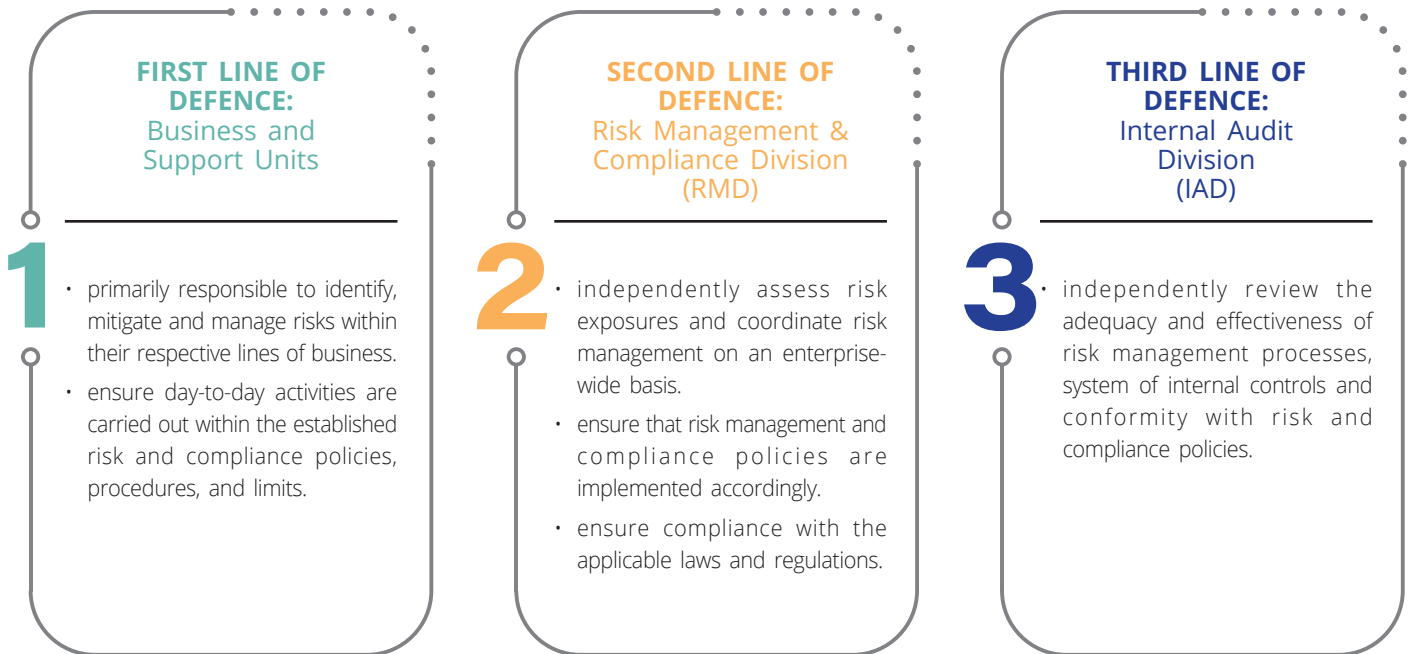 FIRST LINE OF
DEFENCE:
Business and
Support Units
1
• primarily responsible to identify,
mitigate and manage risks within
their respective lines of business.
• ensure day-to-day activities are
carried out within the established
risk and compliance policies,
procedures, and limits.
SECOND LINE OF
DEFENCE:
Risk Management &
Compliance Division
(RMD)
2
• independently assess risk
exposures and coordinate risk
management on an enterprise-
wide basis.
• ensure that risk management and
compliance policies are
implemented accordingly.
• ensure compliance with the
applicable laws and regulations.
THIRD LINE OF
DEFENCE:
Internal Audit
Division
(IAD)
3
• independently review the
adequacy and effectiveness of
risk management processes,
system of internal controls and
conformity with risk and
compliance policies.